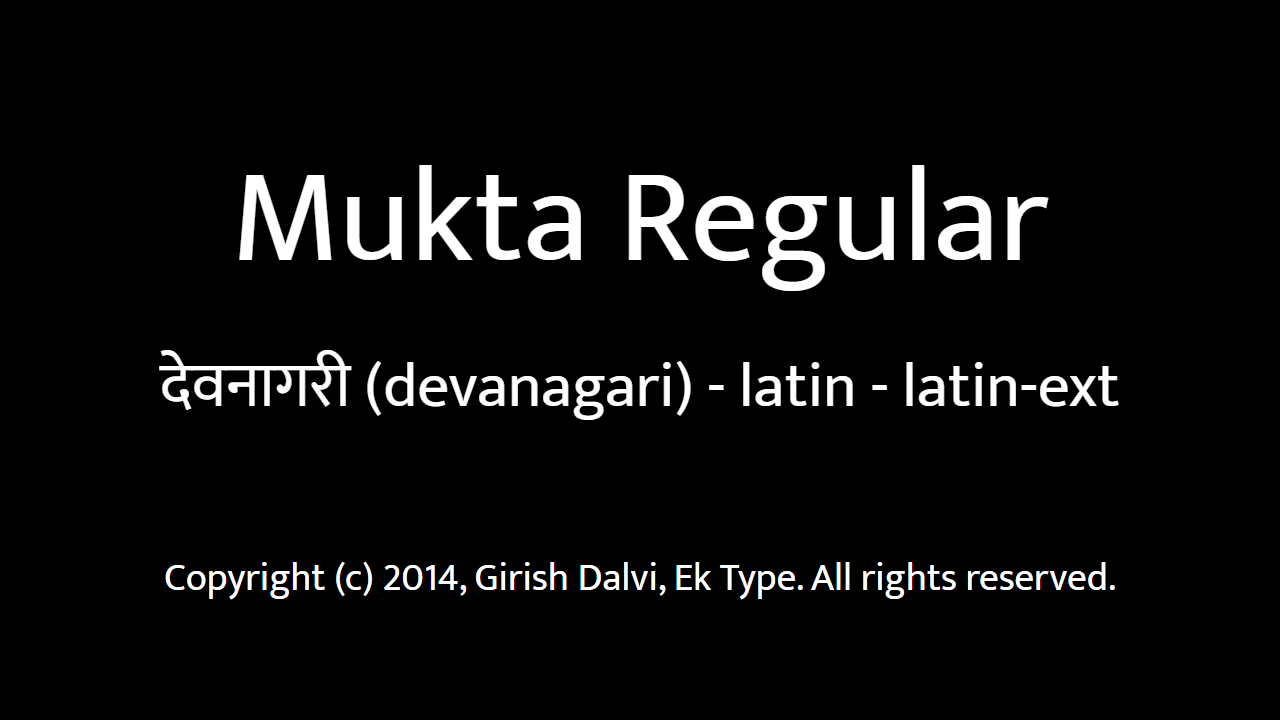 Mukta Regular
देवनागरी (devanagari) - latin - latin-ext
Copyright (c) 2014, Girish Dalvi, Ek Type. All rights reserved.